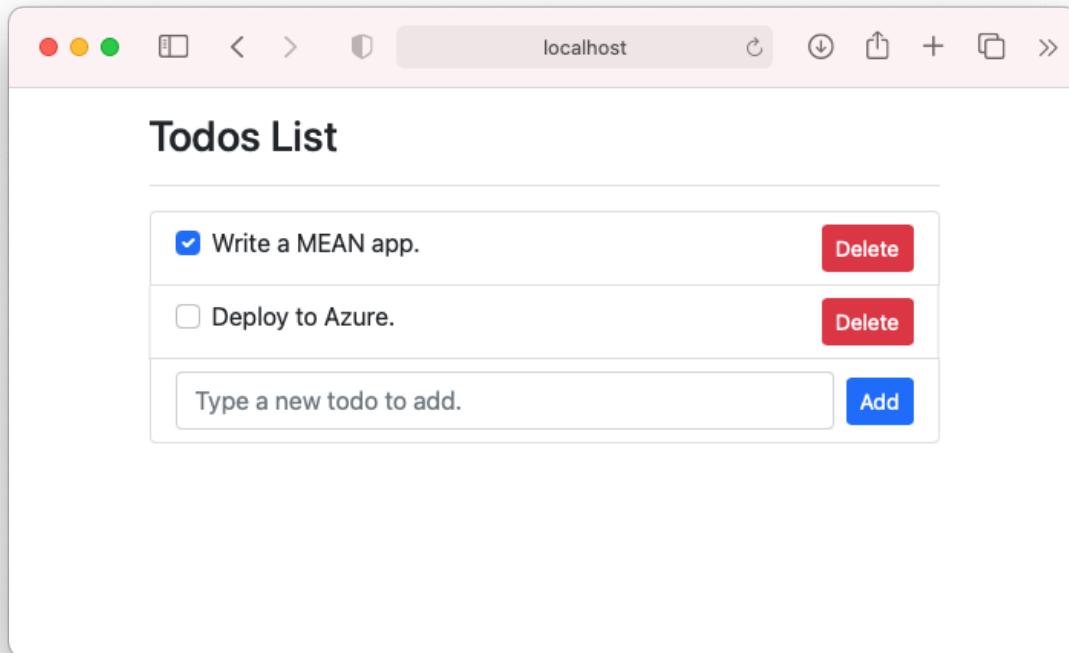 localhost
Todos List
Write a MEAN app.
Delete
Deploy to Azure.
Delete
Type a new todo to add.
Add